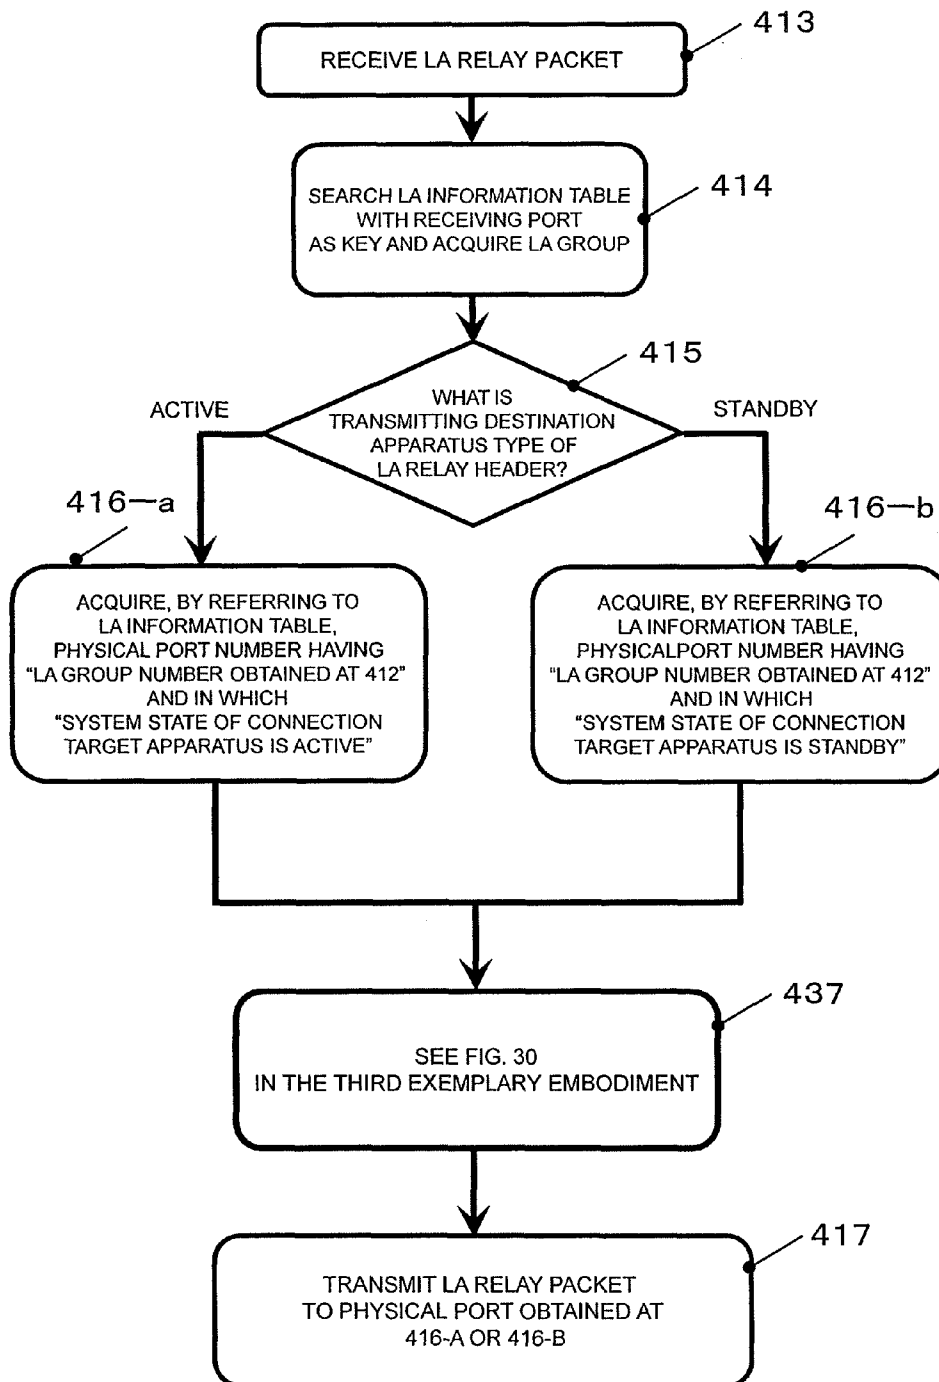 413
RECEIVE LA RELAY PACKET
414
SEARCH LA INFORMATION TABLE
WITH RECEIVING PORT
AS KEY AND ACQUIRE LA GROUP
415
WHAT IS
TRANSMITTING DESTINATION
APPARATUS TYPE OF
LA RELAY HEADER?
ACTIVE
STANDBY
416-a
ACQUIRE, BY REFERRING TO
LA INFORMATION TABLE,
PHYSICAL PORT NUMBER HAVING
“LA GROUP NUMBER OBTAINED AT 412”
AND IN WHICH
“SYSTEM STATE OF CONNECTION
TARGET APPARATUS IS ACTIVE”
416-b
ACQUIRE, BY REFERRING TO
LA INFORMATION TABLE,
PHYSICALPORT NUMBER HAVING
“LA GROUP NUMBER OBTAINED AT 412”
AND IN WHICH
“SYSTEM STATE OF CONNECTION
TARGET APPARATUS IS STANDBY”
437
SEE FIG. 30
IN THE THIRD EXEMPLARY EMBODIMENT
417
TRANSMIT LA RELAY PACKET
TO PHYSICAL PORT OBTAINED AT
416-A OR 416-B